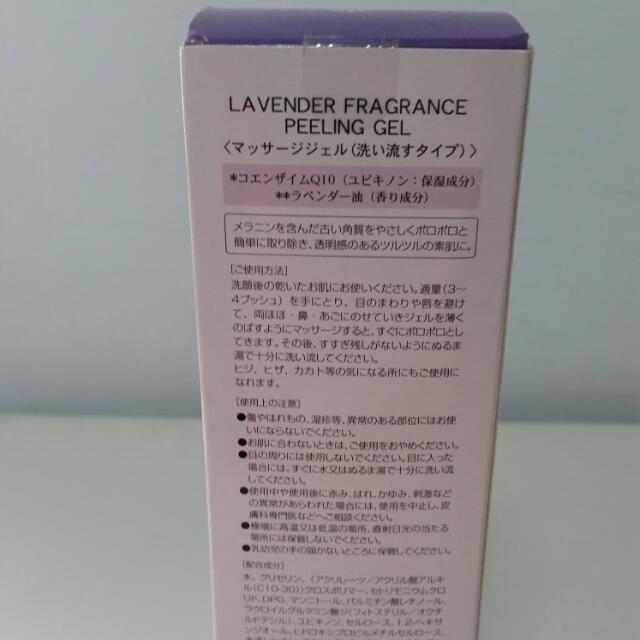 LAVENDER FRAGRANCE
PEELING GEL
〈マッサージジェル(洗い流すタイプ)〉
*コエンザイムQ10(ユビキノン:保湿成分)
**ラベンダー油(香り成分)
メラニンを含んだ古い角質をやさしくポロポロと
簡単に取り除き、透明感のあるツルツルの素肌に。
[ご使用方法]
洗顔後の乾いたお肌にお使いください。適量(3〜
4プッシュ)を手にとり、目のまわりや唇を避け
て、両ほほ・鼻・あごにのせていきジェルを薄く
のばすようにマッサージすると、すぐにポロポロとし
てきます。その後、すすぎ残しがないようにぬるま
湯で十分に洗い流してください。
ヒジ、ヒザ、カカト等の気になる所にもご使用に
なれます。
[使用上の注意]
●傷やはれもの、湿疹等、異常のある部位にはお使
いにならないでください。
●お肌に合わないときは、ご使用をおやめください。
●目の周りには使用しないでください。目に入った
場合には、すぐに水又はぬるま湯で十分に洗い流
してください。
●使用中や使用後に赤み、はれ、かゆみ、刺激など
の異常があらわれた場合には、使用を中止し、皮
膚科専門医などへご相談ください。
●極端に高温又は低温の場所、直射日光の当たる
場所には保管しないでください。
●乳幼児の手の届かないところに保管してください。
[配合成分]
水、グリセリン、(アクリレーツ/アクリル酸アルキ
ル(C10-30))クロスポリマー、セトリモニウムクロ
リド、DPG、マンニトール、パルミチン酸レチノール、
ラウロイルグルタミン酸ジ(フィトステリル/オクチ
ルドデシル)、ユビキノン、セルロース、1,2-ヘキサ
ンジオール、ヒドロキシプロピルメチルセルロース、